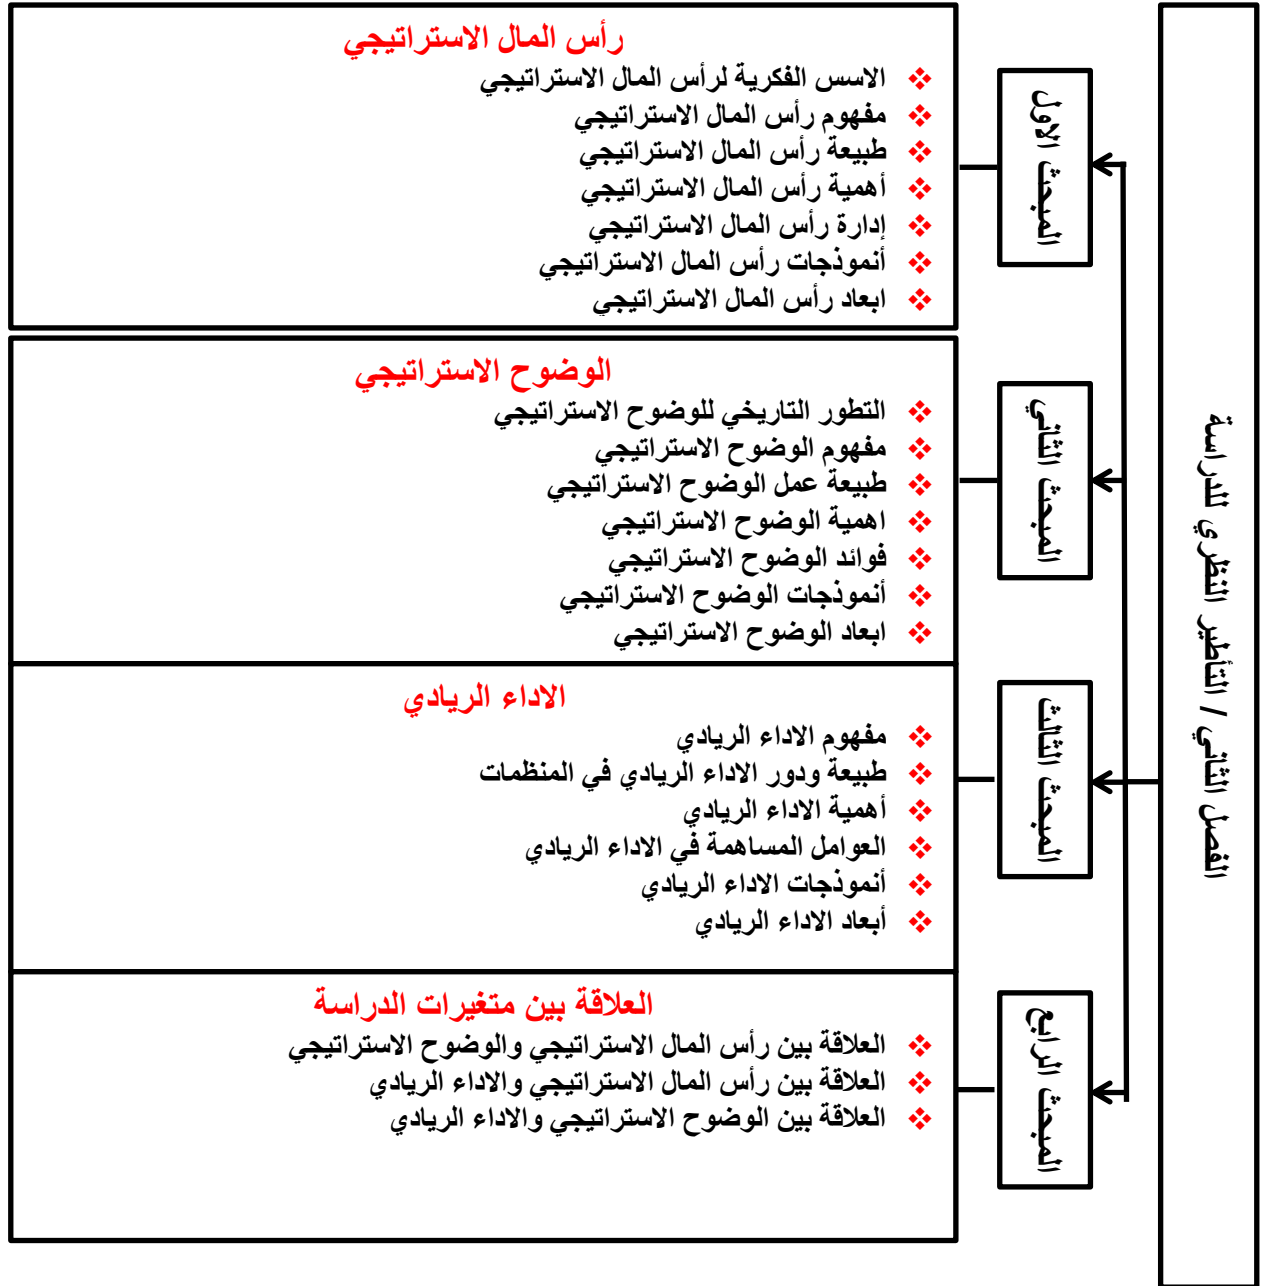 الفصل الثاني / التأطير النظري للدراسة
المبحث الاول
رأس المال الاستراتيجي
❖ الاسس الفكرية لرأس المال الاستراتيجي
❖ مفهوم رأس المال الاستراتيجي
❖ طبيعة رأس المال الاستراتيجي
❖ أهمية رأس المال الاستراتيجي
❖ إدارة رأس المال الاستراتيجي
❖ أنموذجات رأس المال الاستراتيجي
❖ ابعاد رأس المال الاستراتيجي
المبحث الثاني
الوضوح الاستراتيجي
❖ التطور التاريخي للوضوح الاستراتيجي
❖ مفهوم الوضوح الاستراتيجي
❖ طبيعة عمل الوضوح الاستراتيجي
❖ اهمية الوضوح الاستراتيجي
❖ فوائد الوضوح الاستراتيجي
❖ أنموذجات الوضوح الاستراتيجي
❖ ابعاد الوضوح الاستراتيجي
المبحث الثالث
الاداء الريادي
❖ مفهوم الاداء الريادي
❖ طبيعة ودور الاداء الريادي في المنظمات
❖ أهمية الاداء الريادي
❖ العوامل المساهمة في الاداء الريادي
❖ أنموذجات الاداء الريادي
❖ أبعاد الاداء الريادي
المبحث الرابع
العلاقة بين متغيرات الدراسة
❖ العلاقة بين رأس المال الاستراتيجي والوضوح الاستراتيجي
❖ العلاقة بين رأس المال الاستراتيجي والاداء الريادي
❖ العلاقة بين الوضوح الاستراتيجي والاداء الريادي